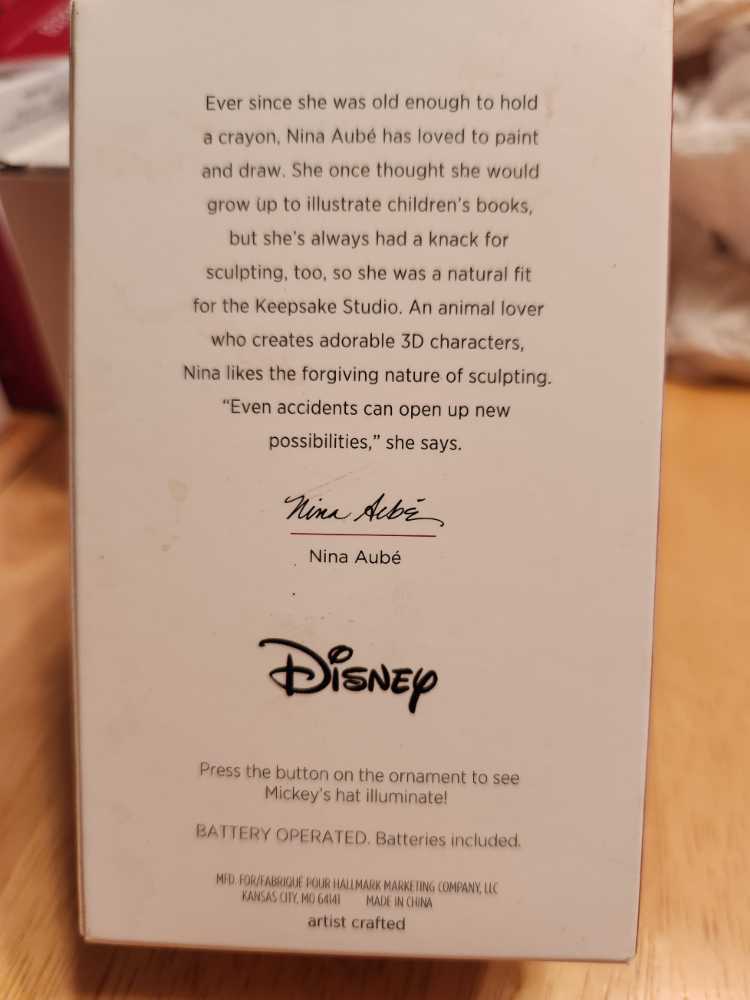 Ever since she was old enough to hold
a crayon, Nina Aubé has loved to paint
and draw. She once thought she would
grow up to illustrate children's books,
but she's always had a knack for
sculpting, too, so she was a natural fit
for the Keepsake Studio. An animal lover
who creates adorable 3D characters,
Nina likes the forgiving nature of sculpting.
“Even accidents can open up new
possibilities,” she says.
Nina Aubé
Nina Aubé
Disney
Press the button on the ornament to see
Mickey's hat illuminate!
BATTERY OPERATED. Batteries included.
MFD. FOR/FABRIQUÉ POUR HALLMARK MARKETING COMPANY, LLC
KANSAS CITY, MO 64141 MADE IN CHINA
artist crafted